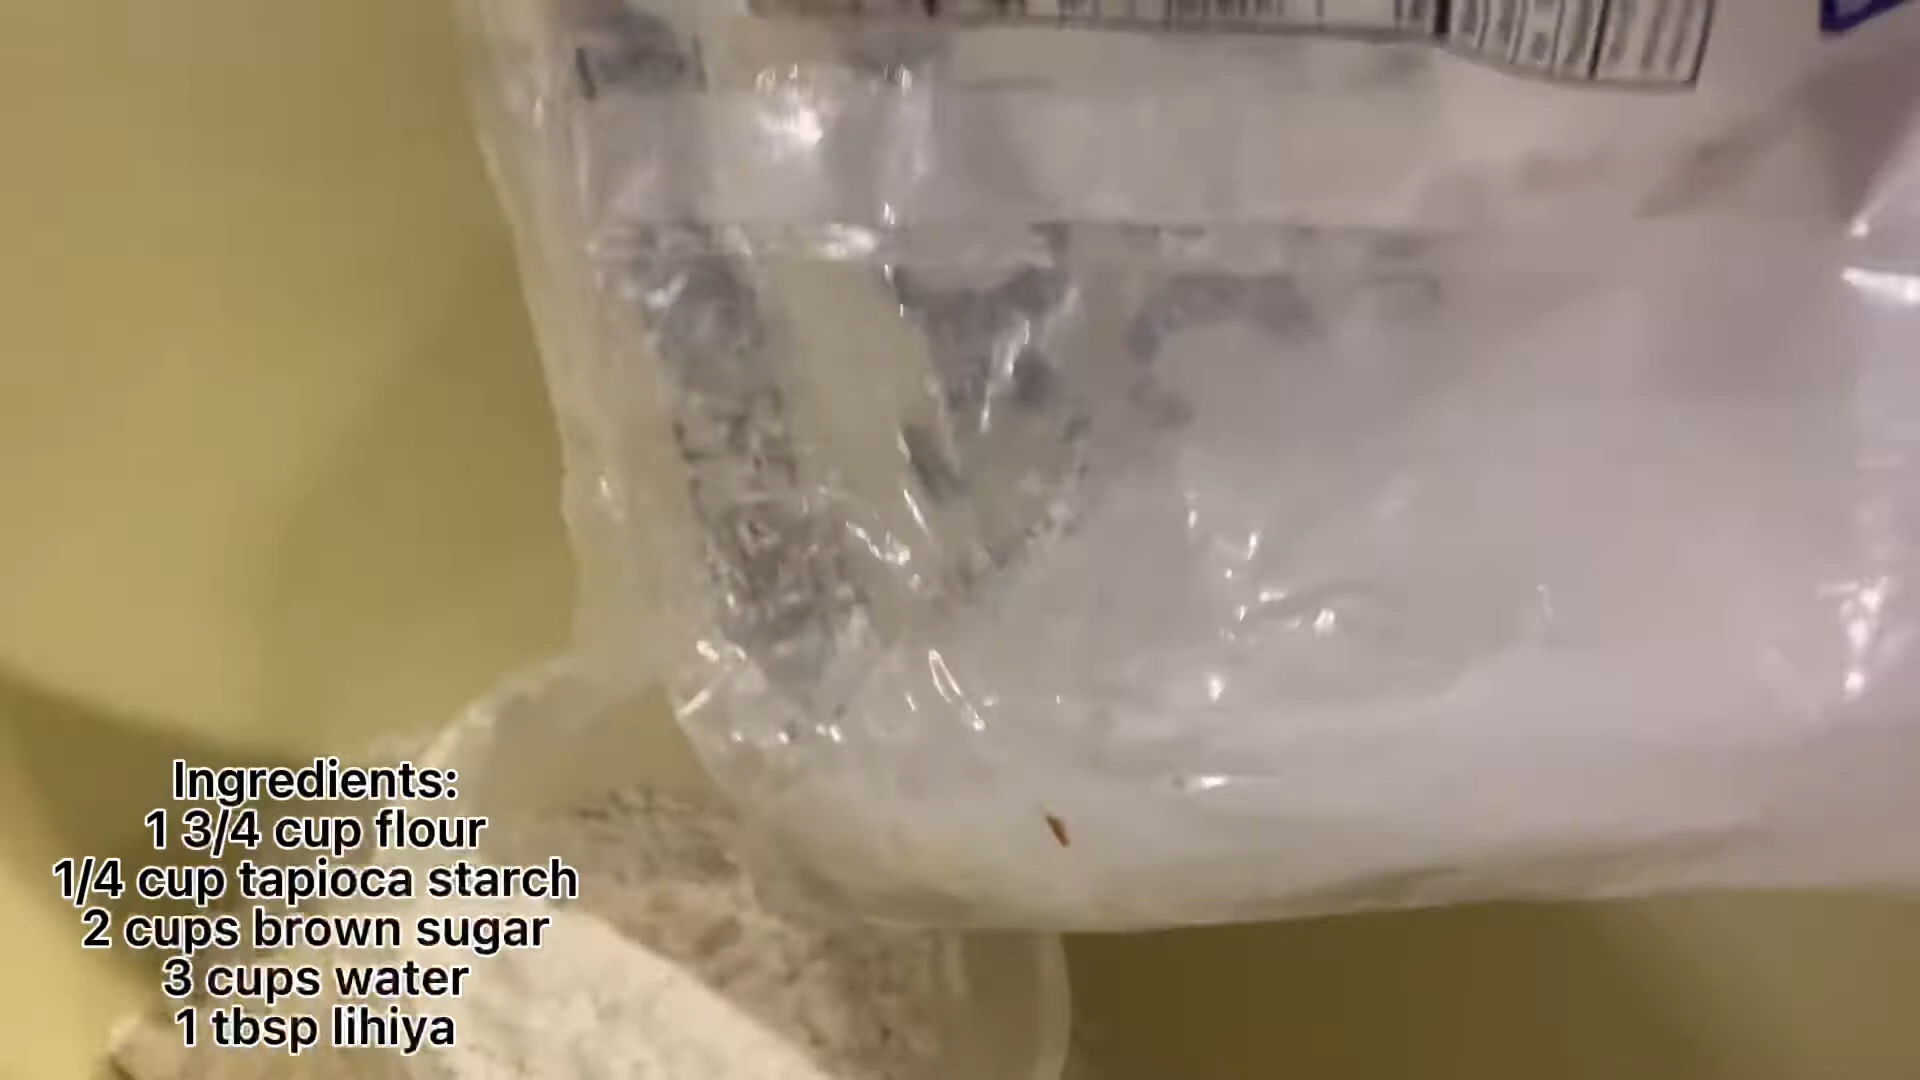 Ingredients:
1 3/4 cup flour
1/4 cup tapioca starch
2 cups brown sugar
3 cups water
1 tbsp lihiya